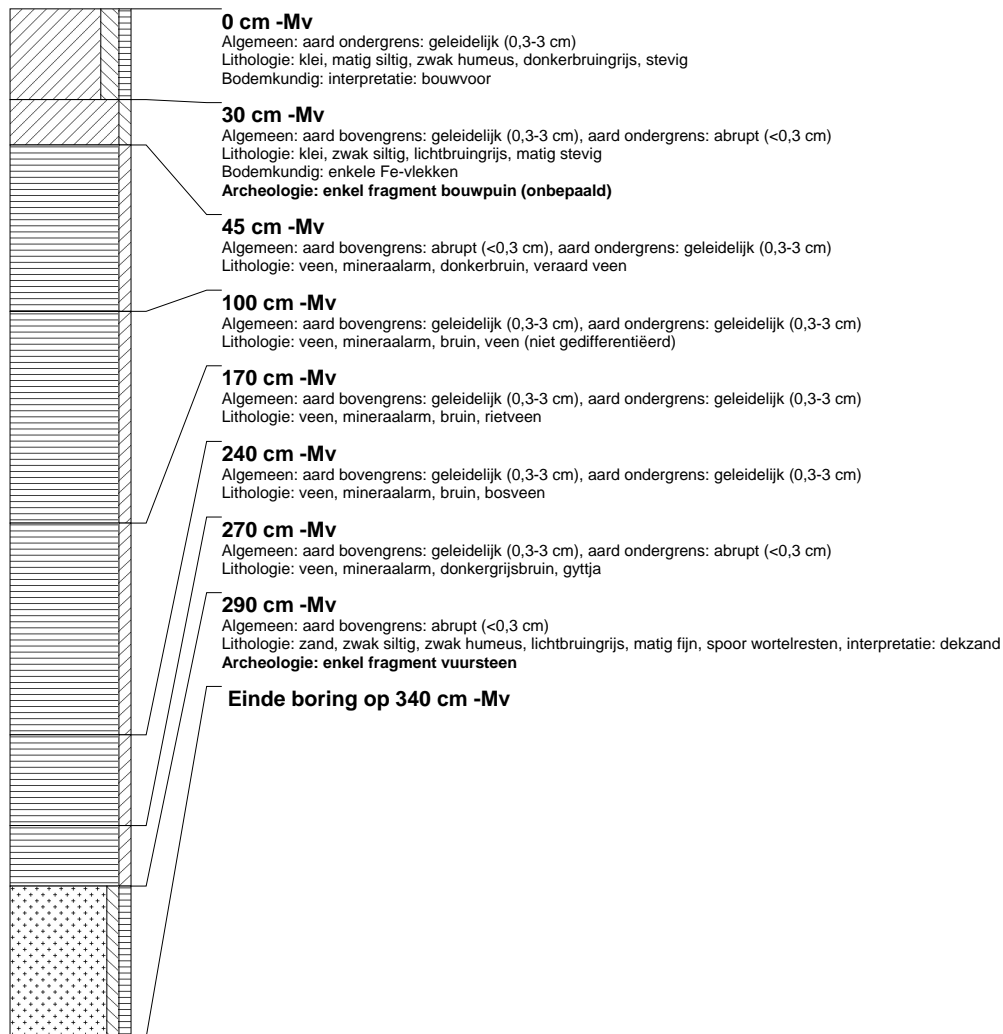 0 cm -Mv
Algemeen: aard ondergrens: geleidelijk (0,3-3 cm)
Lithologie: klei, matig siltig, zwak humeus, donkerbruingrijs, stevig
Bodemkundig: interpretatie: bouwvoor
30 cm -Mv
Algemeen: aard bovengrens: geleidelijk (0,3-3 cm), aard ondergrens: abrupt (<0,3 cm)
Lithologie: klei, zwak siltig, lichtbruingrijs, matig stevig
Bodemkundig: enkele Fe-vlekken
Archeologie: enkel fragment bouwpuin (onbepaald)
45 cm -Mv
Algemeen: aard bovengrens: abrupt (<0,3 cm), aard ondergrens: geleidelijk (0,3-3 cm)
Lithologie: veen, mineraalarm, donkerbruin, veraard veen
100 cm -Mv
Algemeen: aard bovengrens: geleidelijk (0,3-3 cm), aard ondergrens: geleidelijk (0,3-3 cm)
Lithologie: veen, mineraalarm, bruin, veen (niet gedifferentiëerd)
170 cm -Mv
Algemeen: aard bovengrens: geleidelijk (0,3-3 cm), aard ondergrens: geleidelijk (0,3-3 cm)
Lithologie: veen, mineraalarm, bruin, rietveen
240 cm -Mv
Algemeen: aard bovengrens: geleidelijk (0,3-3 cm), aard ondergrens: geleidelijk (0,3-3 cm)
Lithologie: veen, mineraalarm, bruin, bosveen
270 cm -Mv
Algemeen: aard bovengrens: geleidelijk (0,3-3 cm), aard ondergrens: abrupt (<0,3 cm)
Lithologie: veen, mineraalarm, donkergrijsbruin, gyttja
290 cm -Mv
Algemeen: aard bovengrens: abrupt (<0,3 cm)
Lithologie: zand, zwak siltig, zwak humeus, lichtbruingrijs, matig fijn, spoor wortelresten, interpretatie: dekzand
Archeologie: enkel fragment vuursteen
Einde boring op 340 cm -Mv